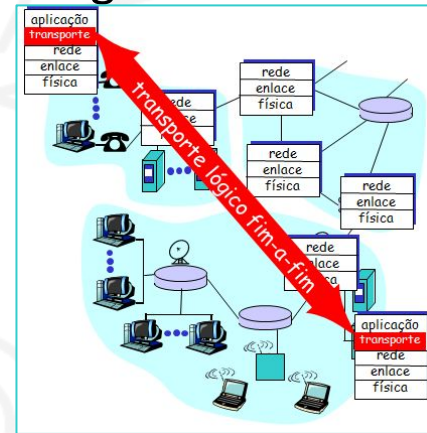 aplicação
transporte
rede
enlace
física
rede
física
rede
enlace
física
transporte lógico fim-a-fim
rede
enlace
física
rede
enlace
física
rede
aplicação
transporte
rede
enlace
física